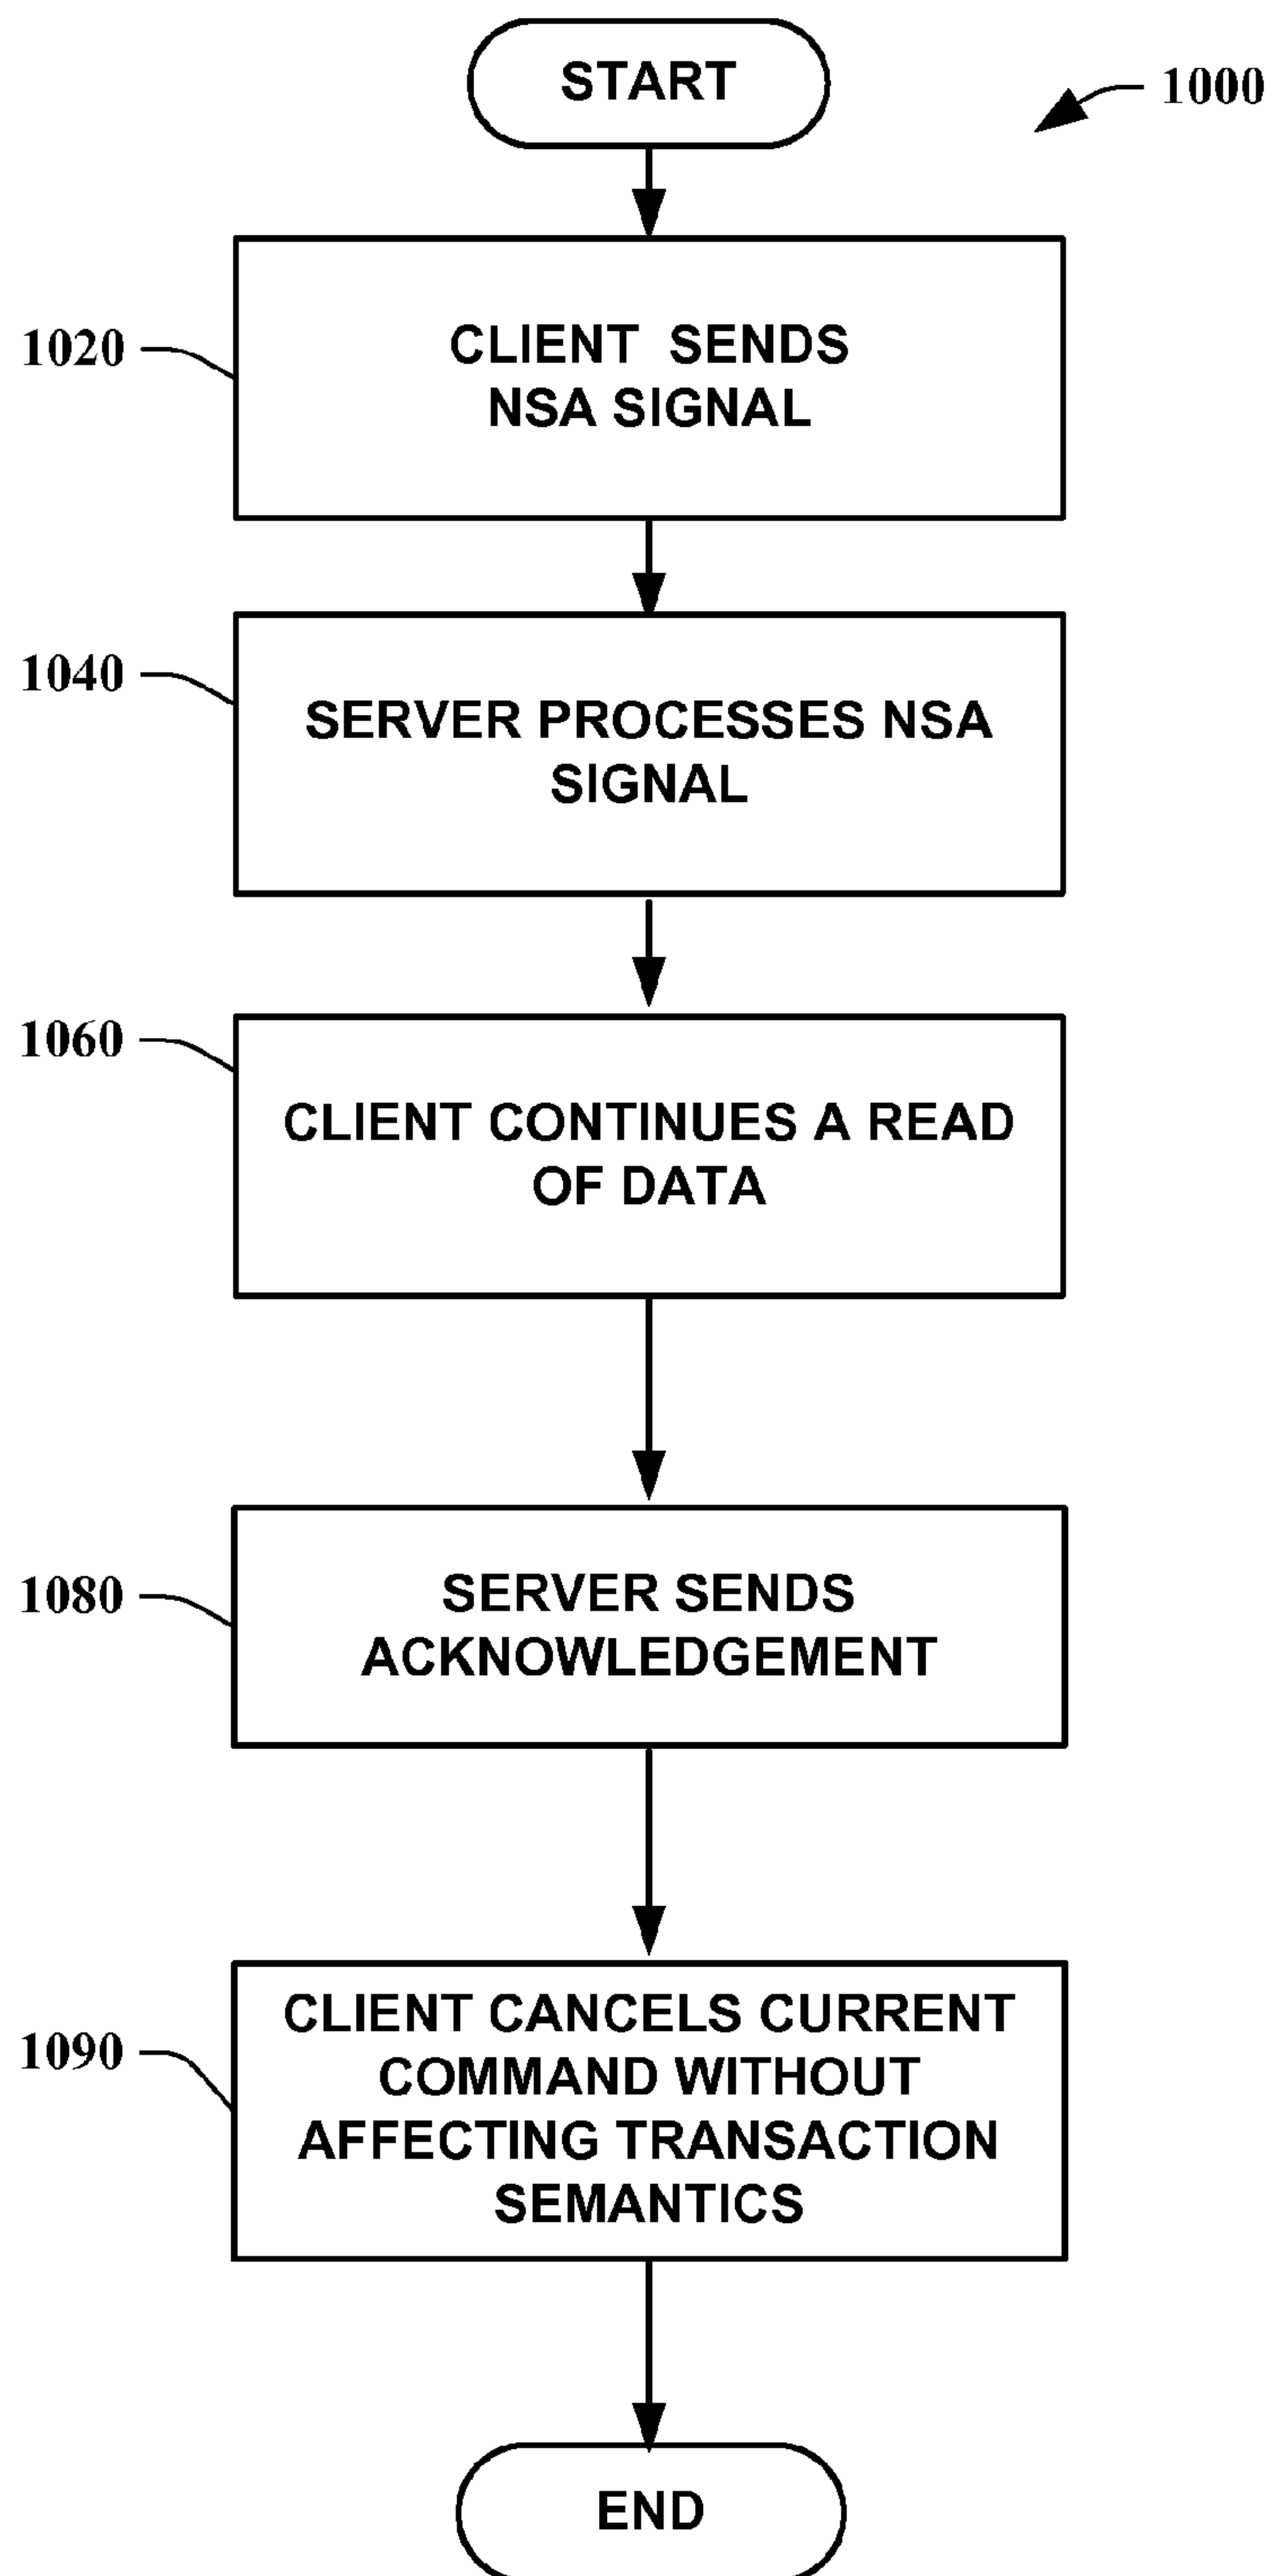 START
1000
1020
CLIENT SENDS
NSA SIGNAL
1040
SERVER PROCESSES NSA
SIGNAL
1060
CLIENT CONTINUES A READ
OF DATA
1080
SERVER SENDS
ACKNOWLEDGEMENT
1090
CLIENT CANCELS CURRENT
COMMAND WITHOUT
AFFECTING TRANSACTION
SEMANTICS
END